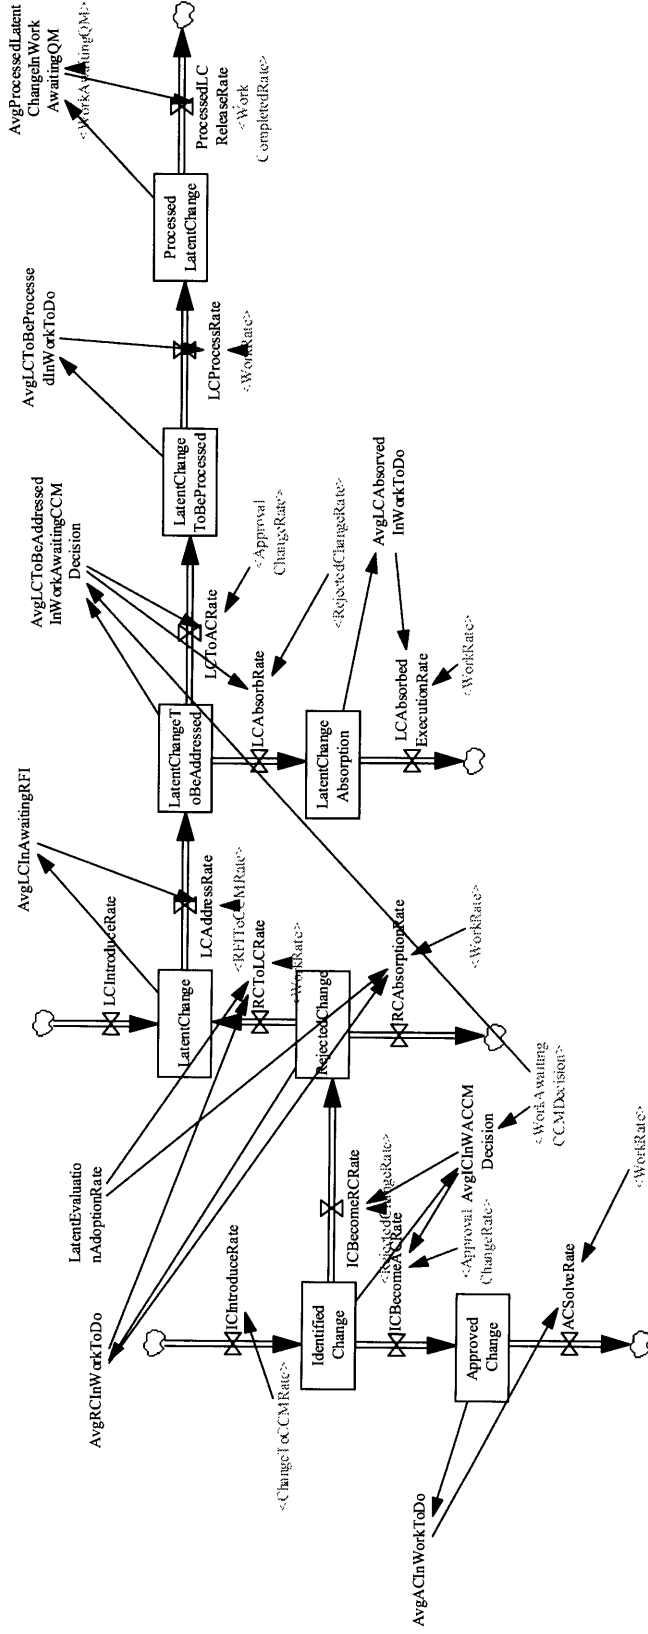 AvgProcessedLatent
ChangeInWork
AwaitingQM
<WorkAwaitingQM>
ProcessedLC
ReleaseRate
<Work
CompletedRate>
Processed
LatentChange
AvgLCToBeProcesse
dInWorkToDo
LCProcessRate
<WorkRate>
LatentChange
ToBeProcessed
AvgLCToBeAddressed
InWorkAwaitingCCM
Decision
LCToACRate
<Approval
ChangeRate>
LCAbsorbRate
<RejectedChangeRate>
LatentChangeT
oBeAddressed
LatentChange
Absorption
AvgLCAbsorved
InWorkToDo
LCAbsorbed
ExecutionRate
<WorkRate>
AvgLCInAwaitingRFI
LCIntroduceRate
LCAddressRate
<RFIToCCMRate>
LatentChange
RCToLCRate
<WorkRate>
RejectedChange
RCAbsorptionRate
<WorkRate>
LatentEvaluatio
nAdoptionRate
AvgRCInWorkToDo
ICIntroduceRate
<ChangeToCCMRate>
Identified
Change
ICBecomeRCRate
<RejectedChangeRate>
ICBecomeACRate
AvgICInWACCM
Decision
<Approval
ChangeRate>
<WorkAwaiting
CCMDecision>
Approved
Change
ACSolveRate
<WorkRate>
AvgACInWorkToDo